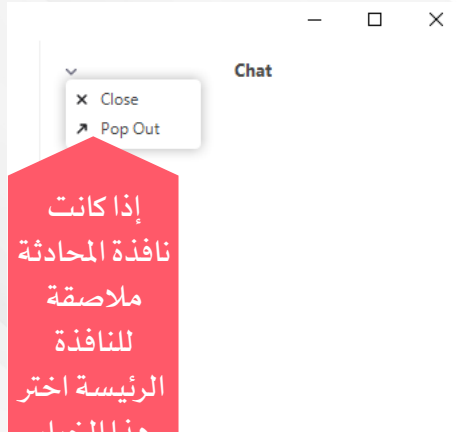 Chat
Close
Pop Out
إذا كانت
نافذة المحادثة
ملاصقة
للنافذة
الرئيسة اختر